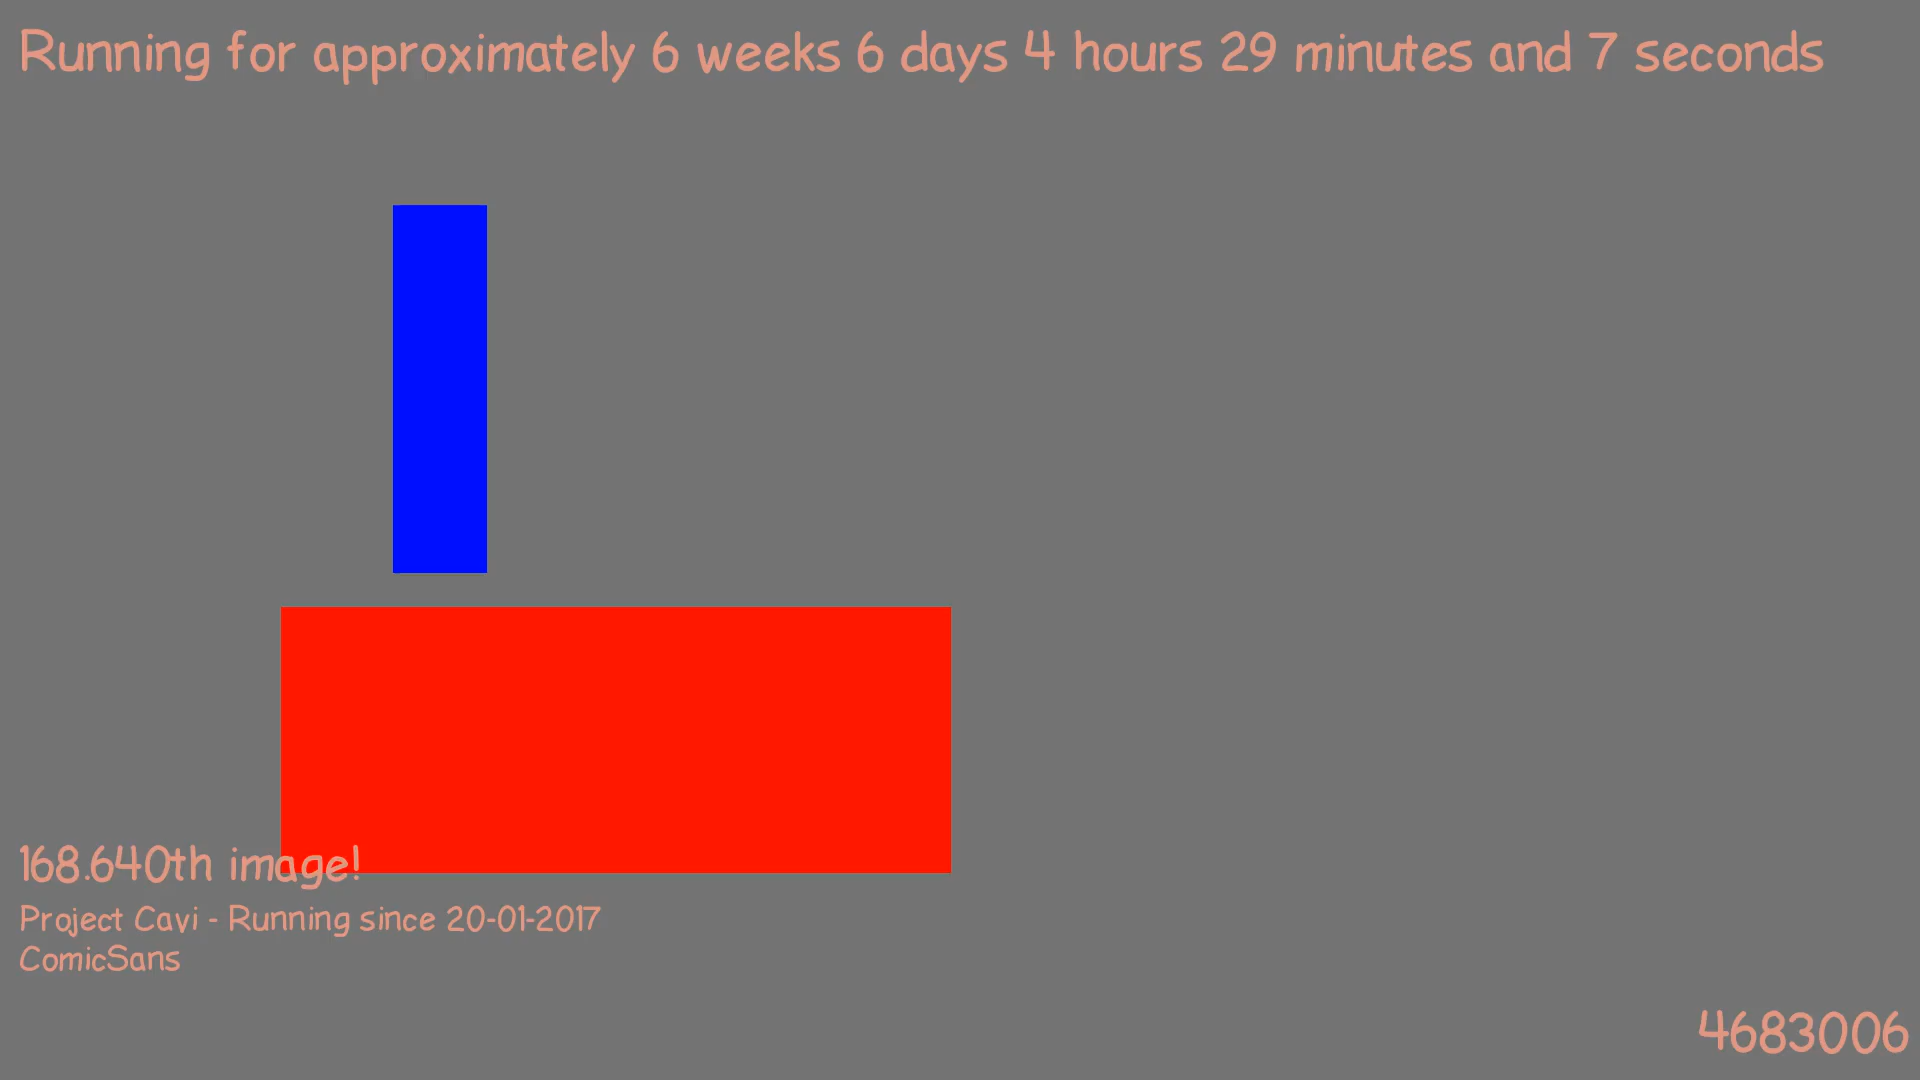 Running for approximately 6 weeks 6 days 4 hours 29 minutes and 7 seconds
168.640th image!
Project Cavi - Running since 20-01-2017
ComicSans
4683006